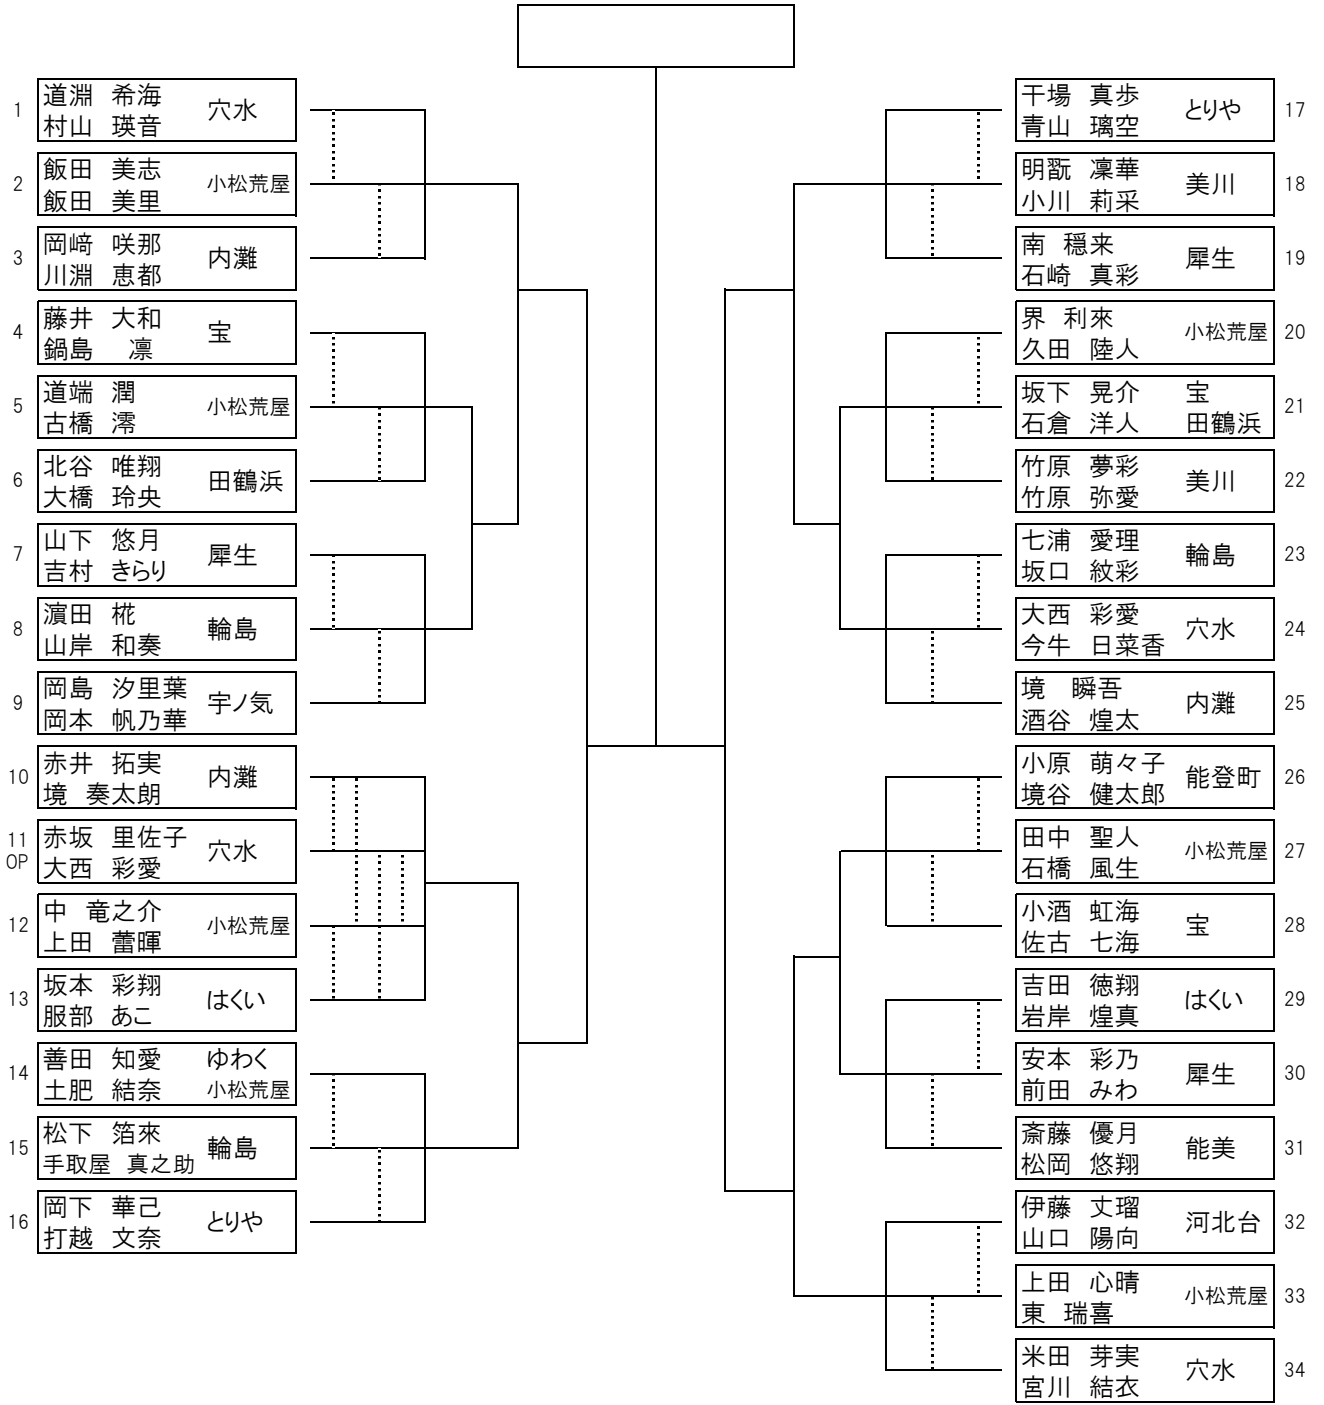 1 道淵 希海 穴水
村山 瑛音
2 飯田 美志 小松荒屋
飯田 美里
3 岡﨑 咲那 内灘
川淵 恵都
4 藤井 大和 宝
鍋島 凛
5 道端 潤 小松荒屋
古橋 澪
6 北谷 唯翔 田鶴浜
大橋 玲央
7 山下 悠月 犀生
吉村 きらり
8 濵田 椛 輪島
山岸 和奏
9 岡島 汐里葉 宇ノ気
岡本 帆乃華
10 赤井 拓実 内灘
境 奏太朗
11 赤坂 里佐子 穴水
OP 大西 彩愛
12 中 竜之介 小松荒屋
上田 蕾暉
13 坂本 彩翔 はくい
服部 あこ
14 善田 知愛 ゆわく
土肥 結奈 小松荒屋
15 松下 箔來 輪島
手取屋 真之助
16 岡下 華己 とりや
打越 文奈
干場 真歩 とりや 17
青山 璃空
明翫 凜華 美川 18
小川 莉采
南 穏来 犀生 19
石崎 真彩
界 利來 小松荒屋 20
久田 陸人
坂下 晃介 宝 21
石倉 洋人 田鶴浜
竹原 夢彩 美川 22
竹原 弥愛
七浦 愛理 輪島 23
坂口 紋彩
大西 彩愛 穴水 24
今牛 日菜香
境 瞬吾 内灘 25
酒谷 煌太
小原 萌々子 能登町 26
境谷 健太郎
田中 聖人 小松荒屋 27
石橋 風生
小酒 虹海 宝 28
佐古 七海
吉田 徳翔 はくい 29
岩岸 煌真
安本 彩乃 犀生 30
前田 みわ
斎藤 優月 能美 31
松岡 悠翔
伊藤 丈瑠 河北台 32
山口 陽向
上田 心晴 小松荒屋 33
東 瑞喜
米田 芽実 穴水 34
宮川 結衣